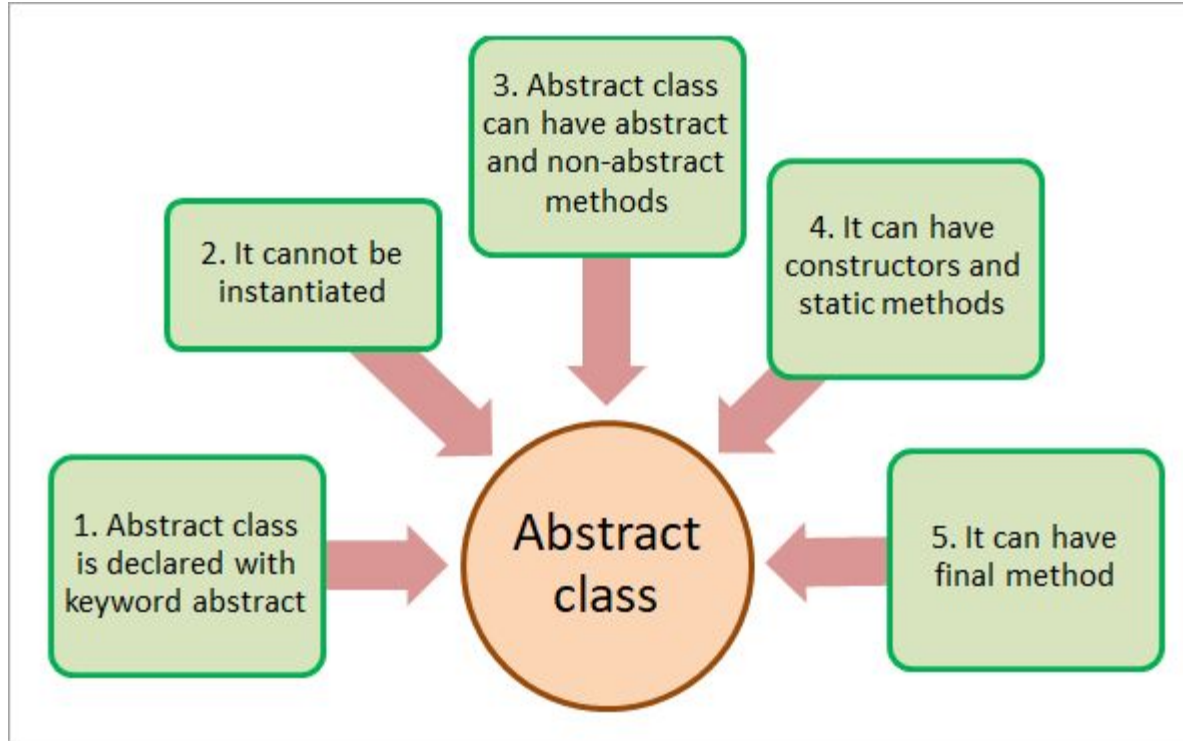 1. Abstract class
is declared with
keyword abstract
2. It cannot be
instantiated
3. Abstract class
can have abstract
and non-abstract
methods
4. It can have
constructors and
static methods
5. It can have
final method
Abstract
class